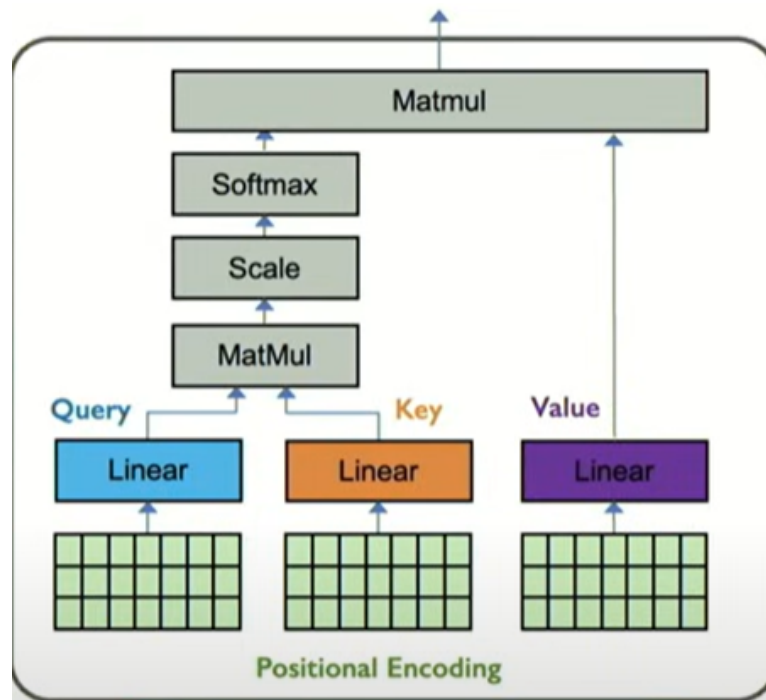 Matmul
Softmax
Scale
MatMul
Query Key Value
Linear Linear Linear
Positional Encoding